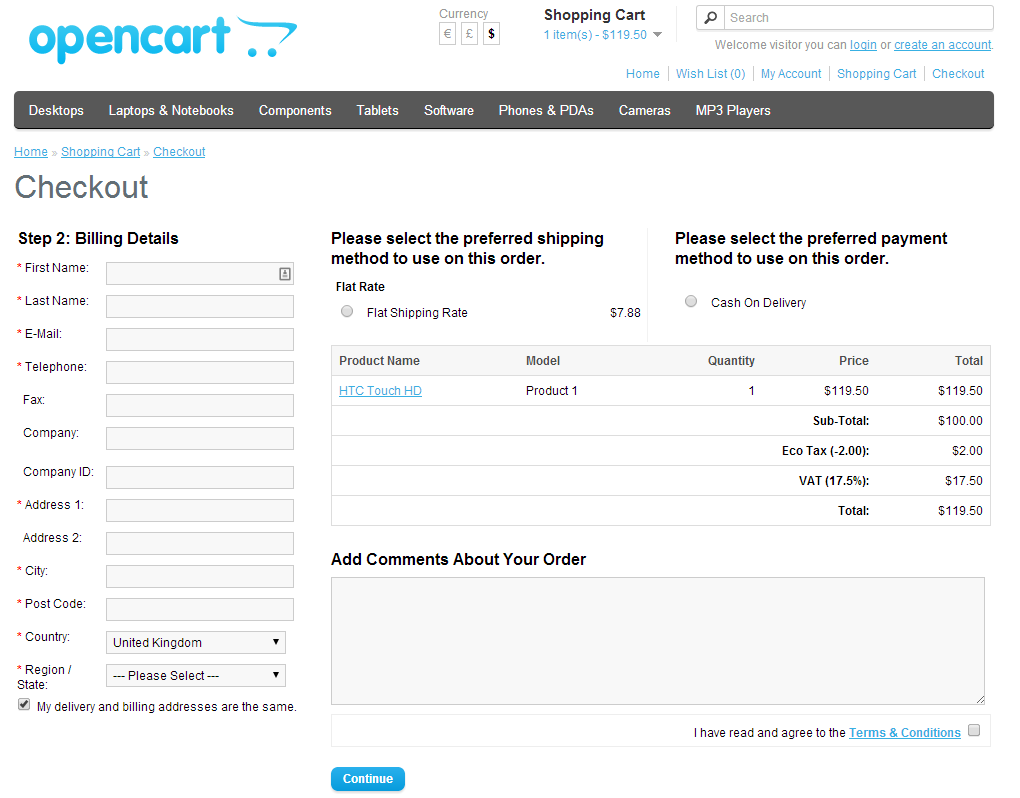 opencart
Currency
€ £ $
Shopping Cart
1 item(s) - $119.50
Search
Welcome visitor you can login or create an account.
Home Wish List (0) My Account Shopping Cart Checkout
Desktops Laptops & Notebooks Components Tablets Software Phones & PDAs Cameras MP3 Players
Home » Shopping Cart » Checkout
Checkout
Step 2: Billing Details
* First Name:
* Last Name:
* E-Mail:
* Telephone:
Fax:
Company:
Company ID:
* Address 1:
Address 2:
* City:
* Post Code:
* Country: United Kingdom
* Region /
State: --- Please Select ---
My delivery and billing addresses are the same.
Please select the preferred shipping
method to use on this order.
Flat Rate
Flat Shipping Rate $7.88
Please select the preferred payment
method to use on this order.
Cash On Delivery
Product Name Model Quantity Price Total
HTC Touch HD Product 1 1 $119.50 $119.50
Sub-Total: $100.00
Eco Tax (-2.00): $2.00
VAT (17.5%): $17.50
Total: $119.50
Add Comments About Your Order
I have read and agree to the Terms & Conditions
Continue